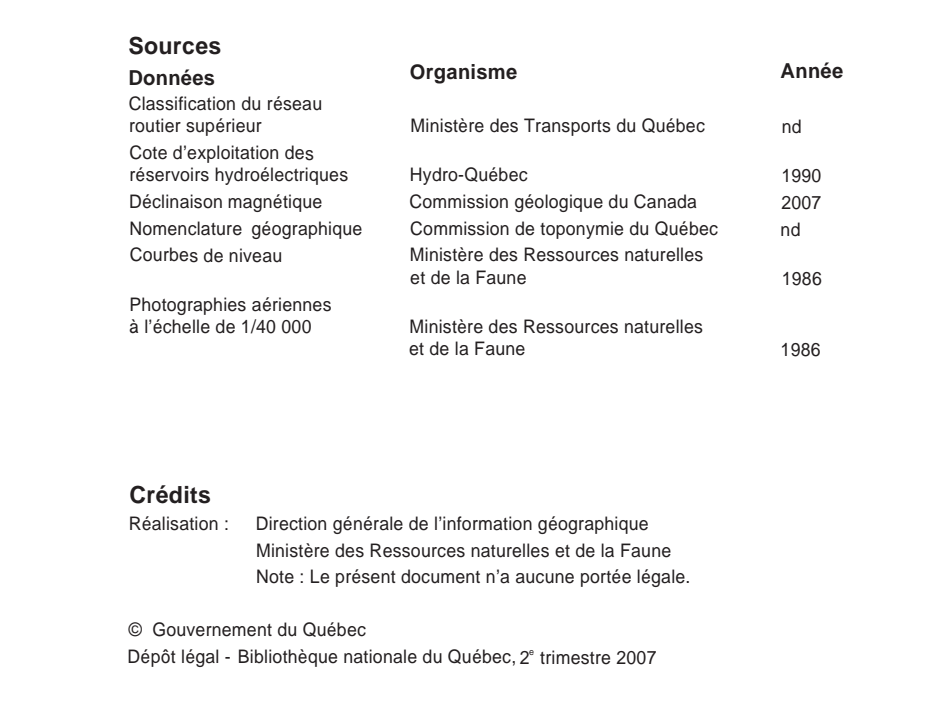 Sources
Données Organisme Année
Classification du réseau
routier supérieur Ministère des Transports du Québec nd
Cote d'exploitation des
réservoirs hydroélectriques Hydro-Québec 1990
Déclinaison magnétique Commission géologique du Canada 2007
Nomenclature géographique Commission de toponymie du Québec nd
Courbes de niveau Ministère des Ressources naturelles
et de la Faune 1986
Photographies aériennes
à l'échelle de 1/40 000 Ministère des Ressources naturelles
et de la Faune 1986
Crédits
Réalisation : Direction générale de l'information géographique
Ministère des Ressources naturelles et de la Faune
Note : Le présent document n'a aucune portée légale.
© Gouvernement du Québec
Dépôt légal - Bibliothèque nationale du Québec, 2e trimestre 2007